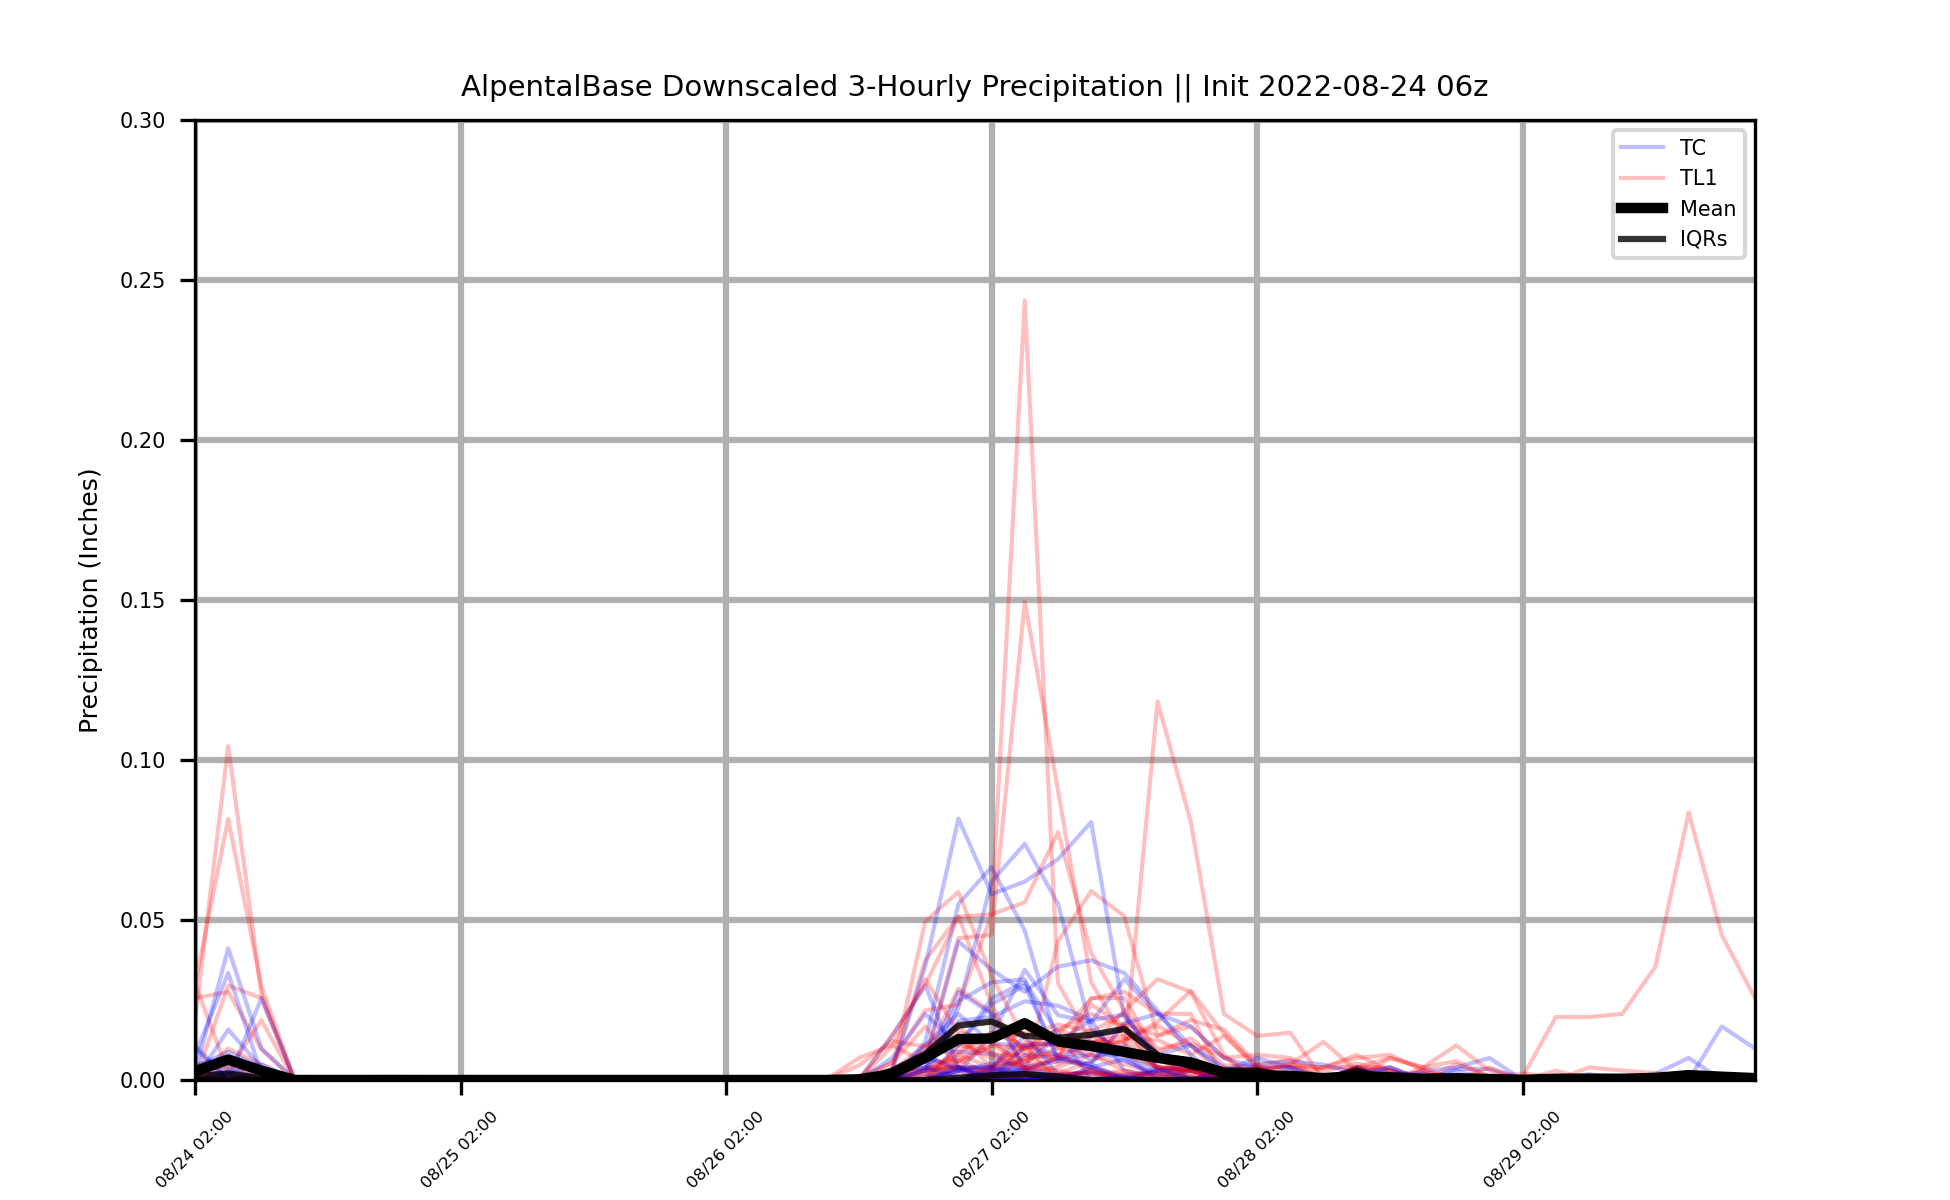 AlpentalBase Downscaled 3-Hourly Precipitation || Init 2022-08-24 06z
Precipitation (Inches)
0.30
0.25
0.20
0.15
0.10
0.05
0.00
TC
TL1
Mean
IQRs
08/24 02:00
08/25 02:00
08/26 02:00
08/27 02:00
08/28 02:00
08/29 02:00